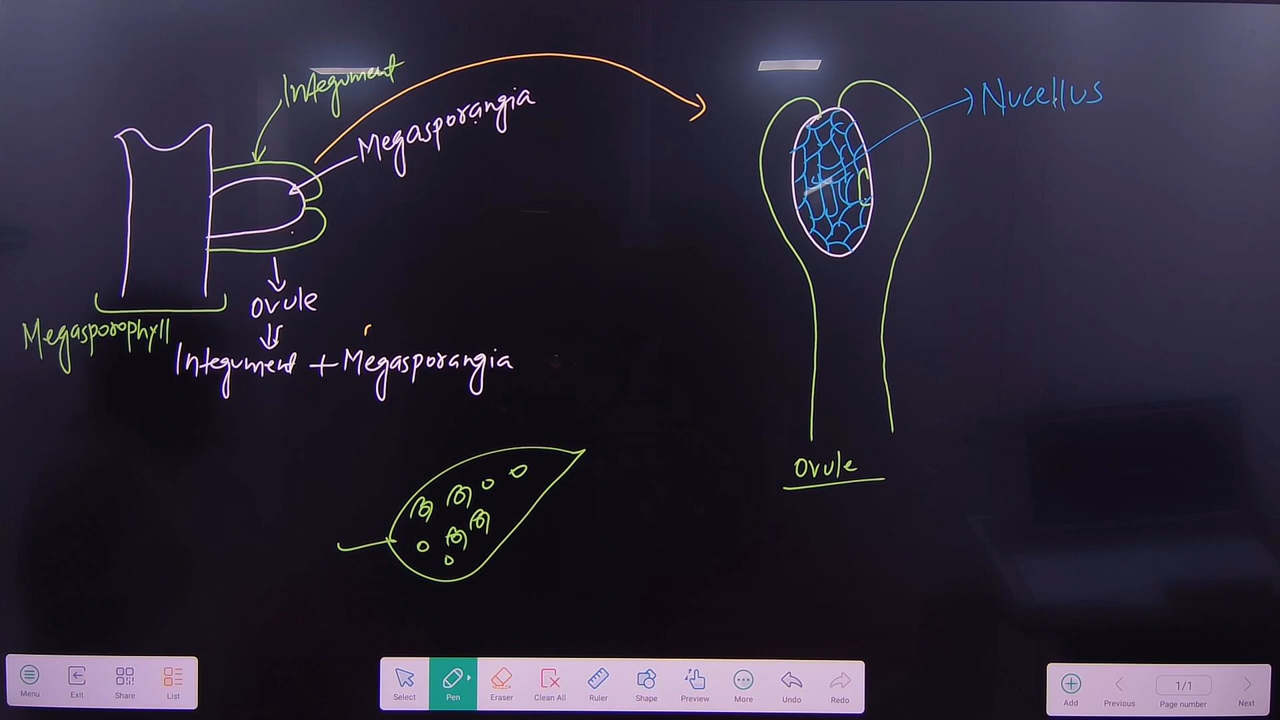 Integument
Megasporangia
Nucellus
Ovule
Megasporophyll
Integument + Megasporangia
Ovule
Menu
Exit
Share
List
Select
Pen
Eraser
Clean All
Ruler
Shape
Preview
More
Undo
Redo
Add
Previous
1/1
Page number
Next